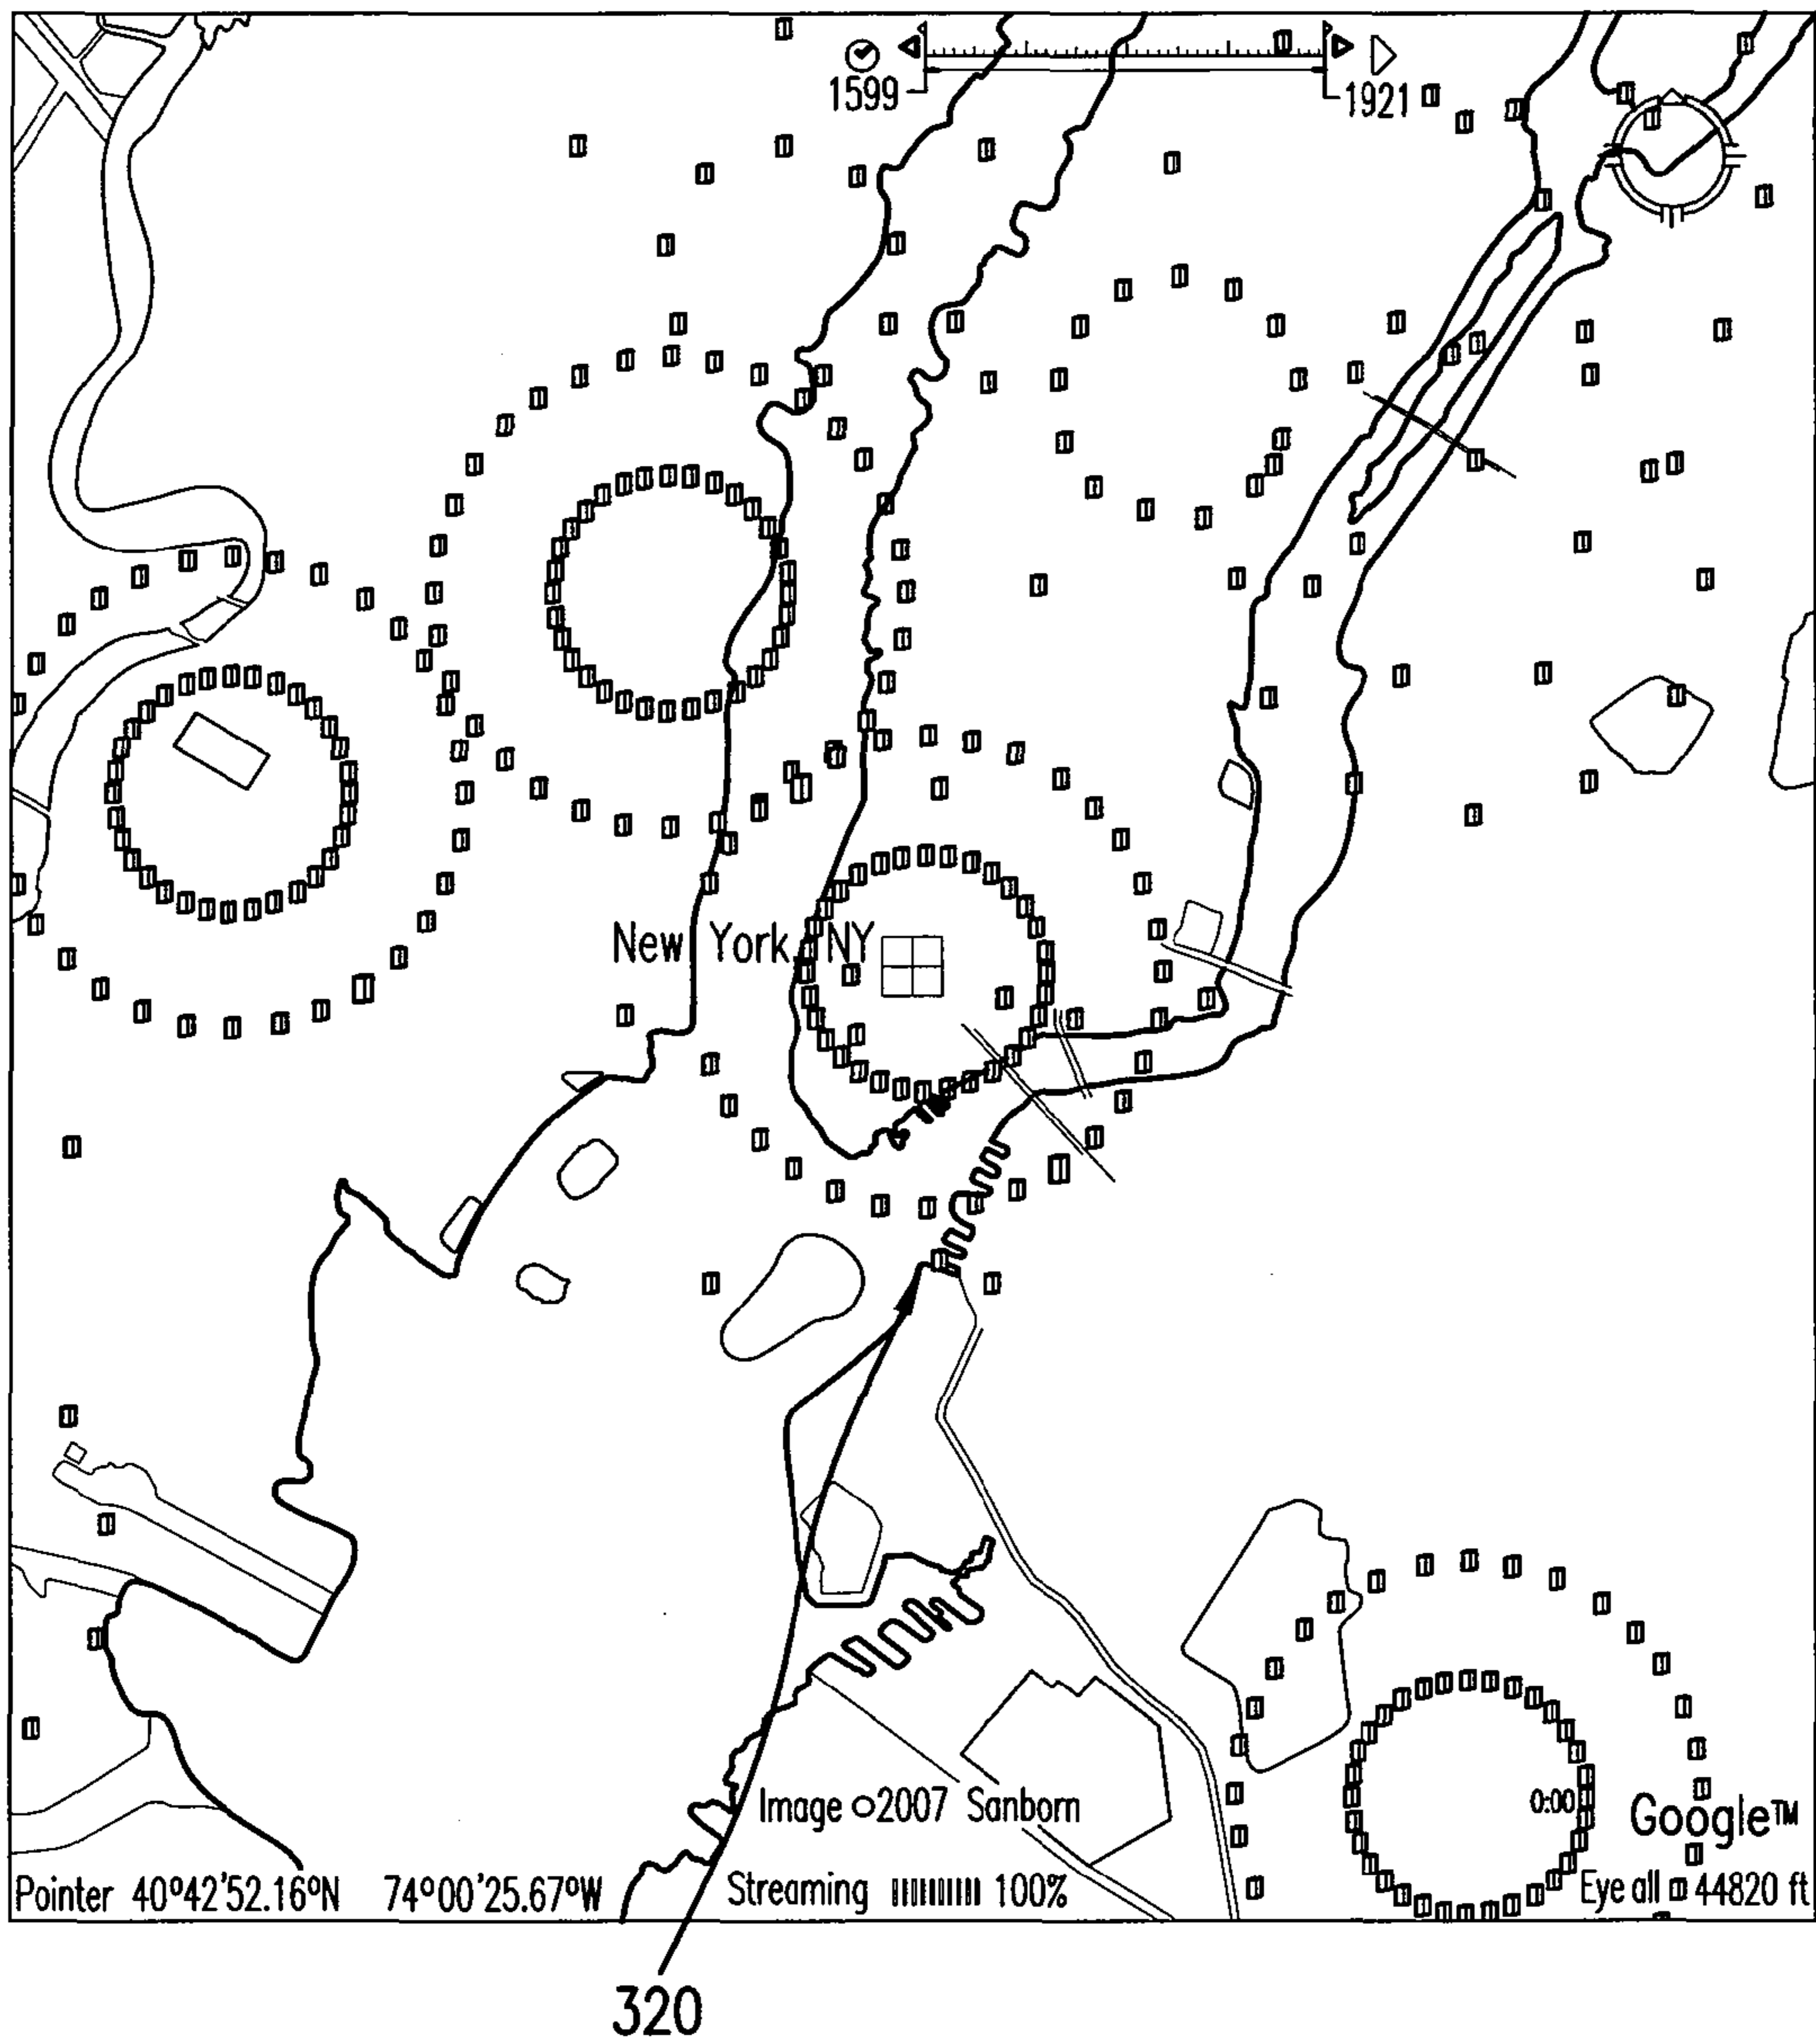 1599
1921
New York NY
0:00
Image ©2007 Sanborn
Google™
Pointer 40°42'52.16°N 74°00'25.67°W
Streaming ||||||||| 100%
Eye all 44820 ft
320